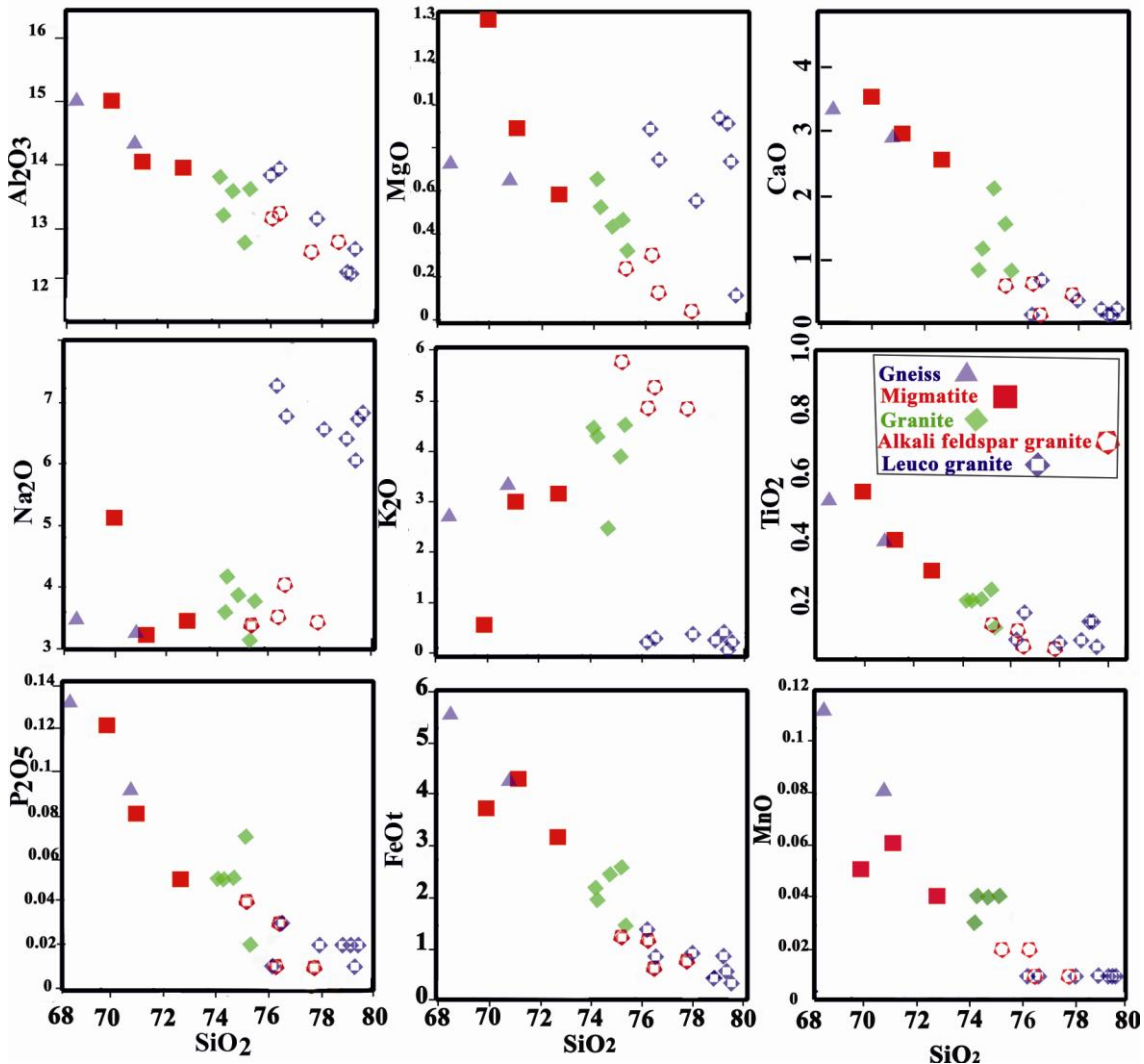 16
15
14
13
12
Al2O3
1.3
0.1
0.6
0.4
0.2
0
MgO
4
3
2
1
0
CaO
7
6
5
4
3
Na2O
6
5
4
3
2
1
0
K2O
1.0
0.8
0.6
0.4
0.2
TiO2
Gneiss
Migmatite
Granite
Alkali feldspar granite
Leuco granite
0.14
0.12
0.08
0.06
0.04
0.02
0
P2O5
68 70 72 74 76 78 80
SiO2
6
5
4
3
2
1
0
FeOt
68 70 72 74 76 78 80
SiO2
0.12
0.10
0.08
0.06
0.04
0.02
0
MnO
68 70 72 74 76 78 80
SiO2